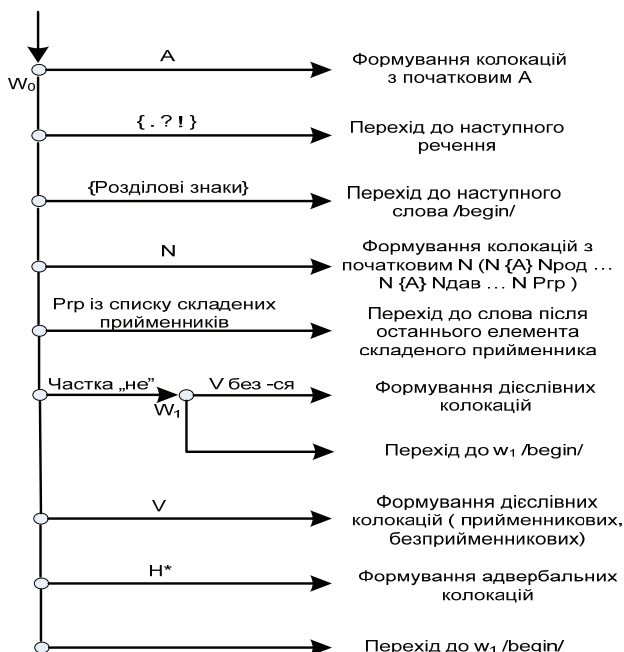 W₀
A
Формування колокацій
з початковим А
{ . ? ! }
Перехід до наступного
речення
{Розділові знаки}
Перехід до наступного
слова /begin/
N
Формування колокацій з
початковим N (N {A} Nрод …
N {A} Nдав … N Prp )
Prp із списку складених
прийменників
Перехід до слова після
останнього елемента
складеного прийменника
Частка „не”
W₁
V без -ся
Формування дієслівних
колокацій
Перехід до w₁ /begin/
V
Формування дієслівних
колокацій ( прийменникових,
безприйменникових)
H*
Формування адвербальних
колокацій
Перехід до w₁ /begin/